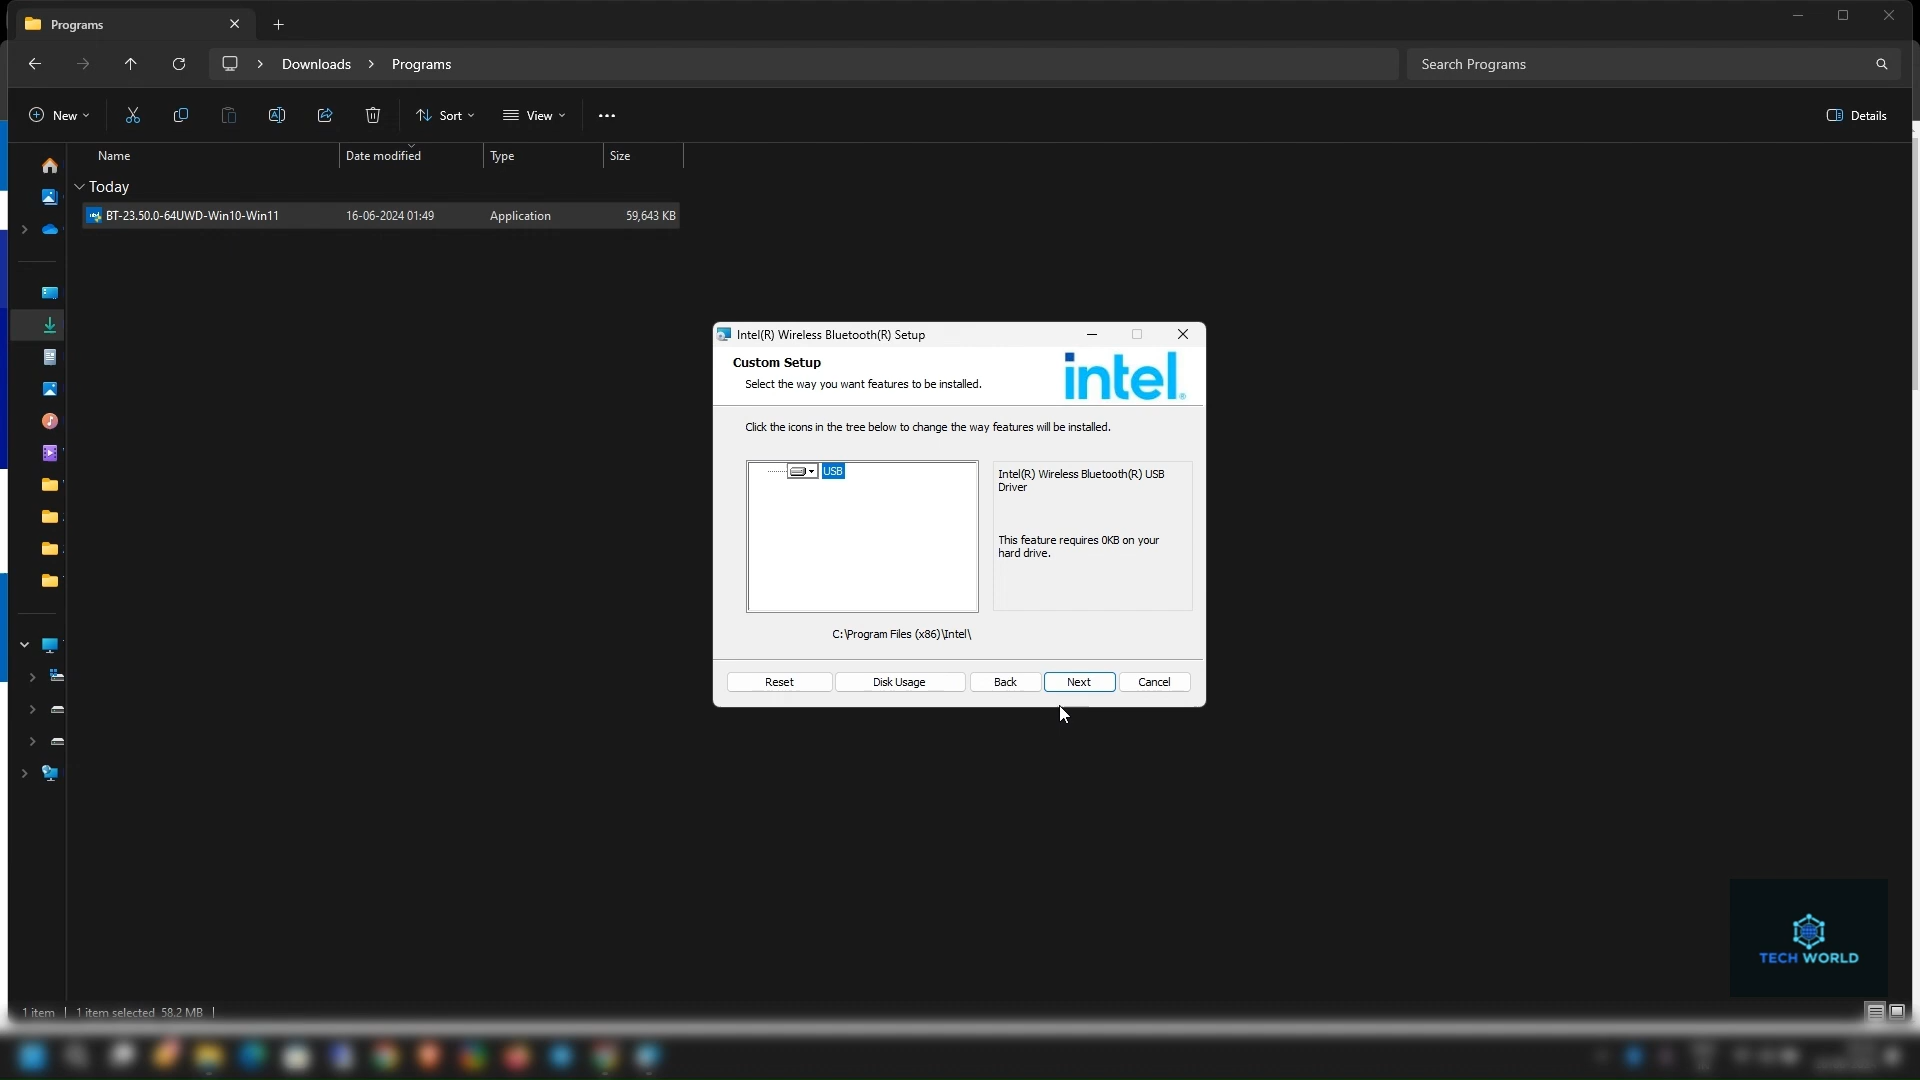 Programs
Downloads > Programs
Search Programs
New
Sort
View
Details
Name
Date modified
Type
Size
Today
BT-23.50.0-64UWD-Win10-Win11
16-06-2024 01:49
Application
59,643 KB
Intel(R) Wireless Bluetooth(R) Setup
Custom Setup
Select the way you want features to be installed.
intel
Click the icons in the tree below to change the way features will be installed.
USB
Intel(R) Wireless Bluetooth(R) USB
Driver
This feature requires 0KB on your
hard drive.
C:\Program Files (x86)\Intel\
Reset
Disk Usage
Back
Next
Cancel
TECH WORLD
1 item
1 item selected 58.2 MB